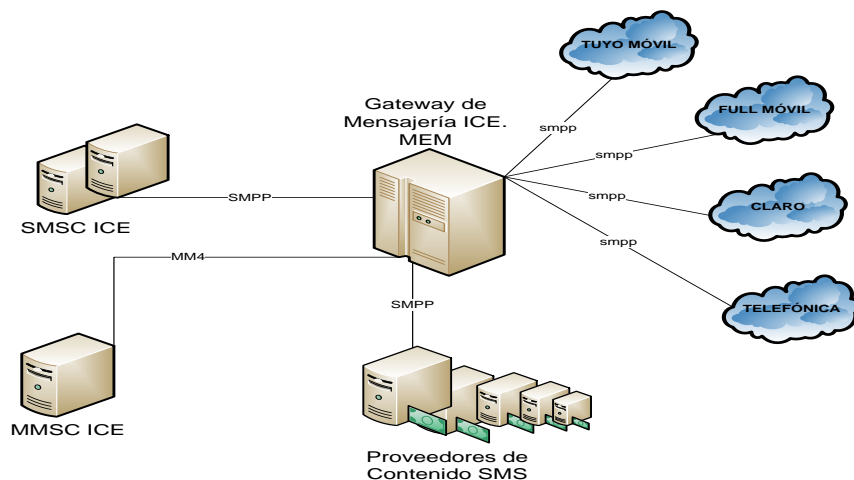 TUYO MÓVIL
Gateway de
Mensajería ICE.
MEM
FULL MÓVIL
smpp
smpp
SMPP
smpp
CLARO
SMSC ICE
smpp
MM4
SMPP
TELEFÓNICA
MMSC ICE
Proveedores de
Contenido SMS